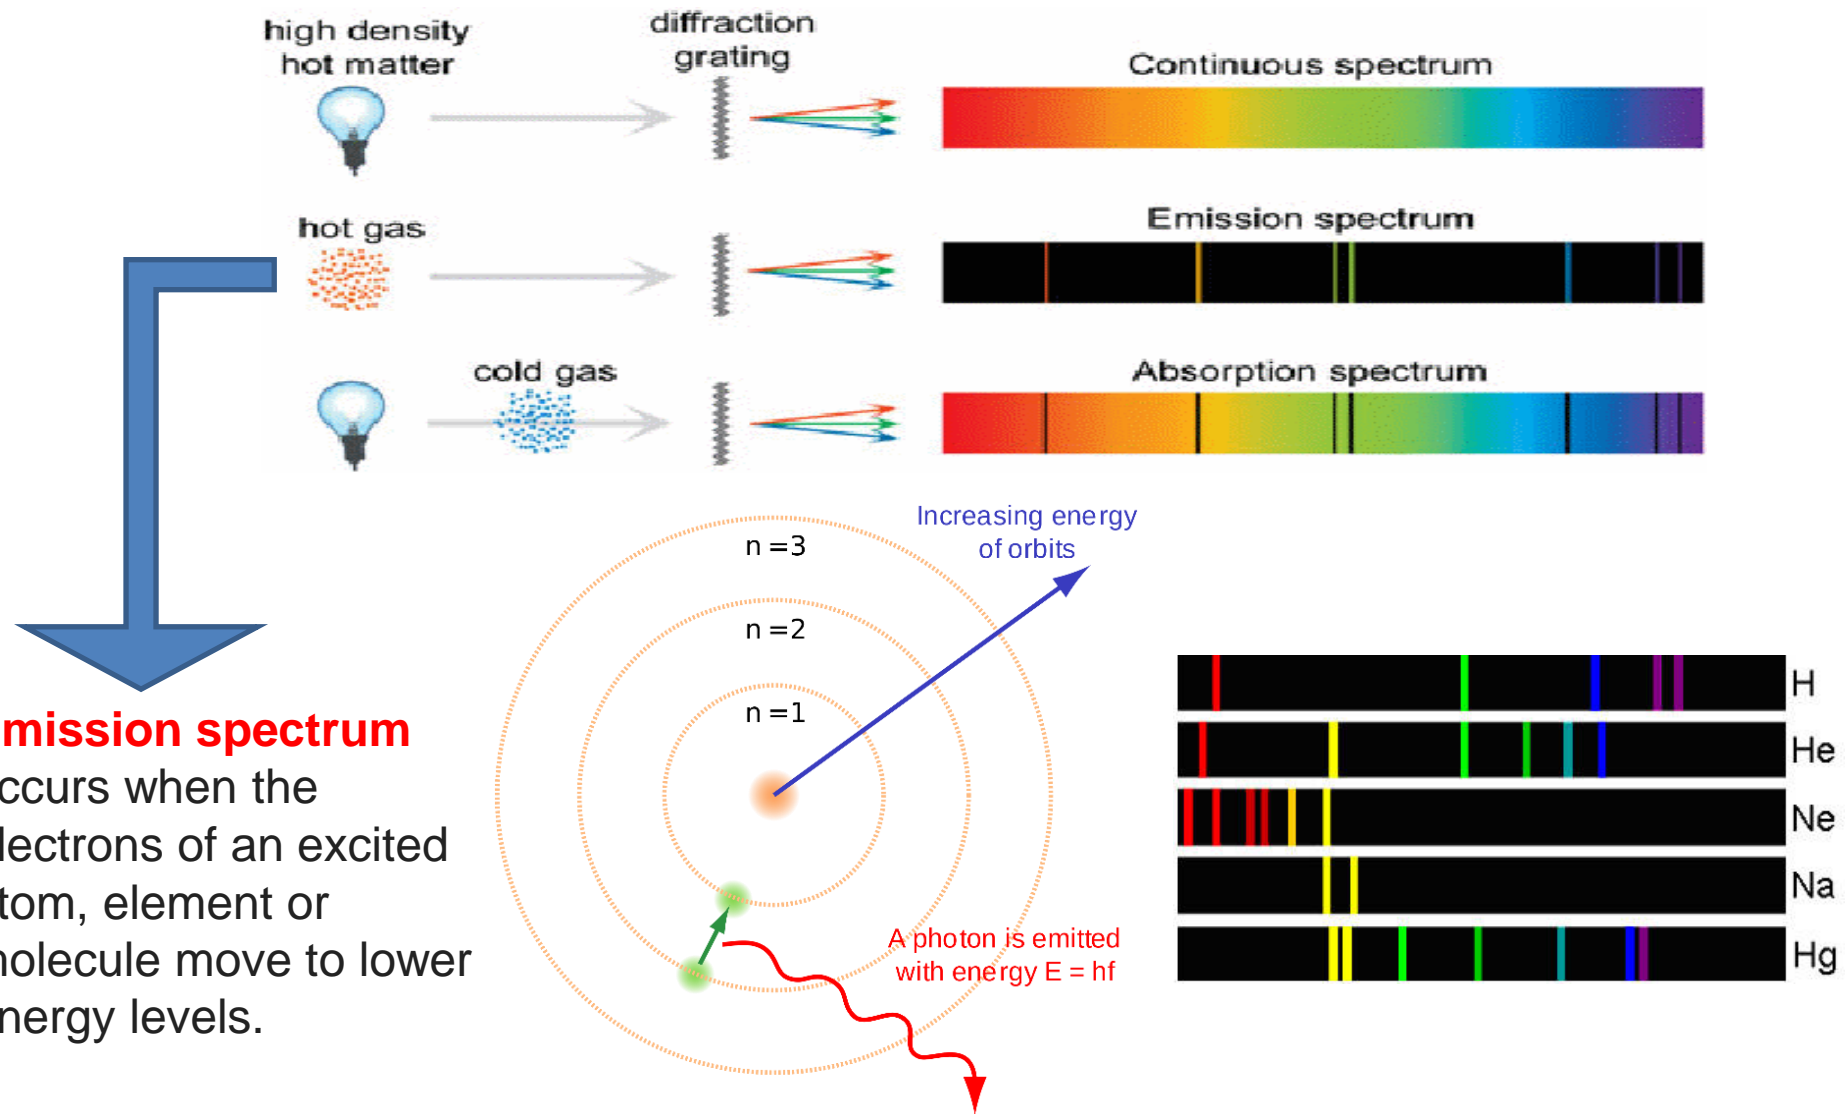 high density
hot matter
diffraction
grating
Continuous spectrum
hot gas
Emission spectrum
cold gas
Absorption spectrum
Increasing energy
of orbits
n=3
n=2
n=1
mission spectrum
ccurs when the
lectrons of an excited
tom, element or
nolecule move to lower
nergy levels.
A photon is emitted
with energy E = hf
H
He
Ne
Na
Hg